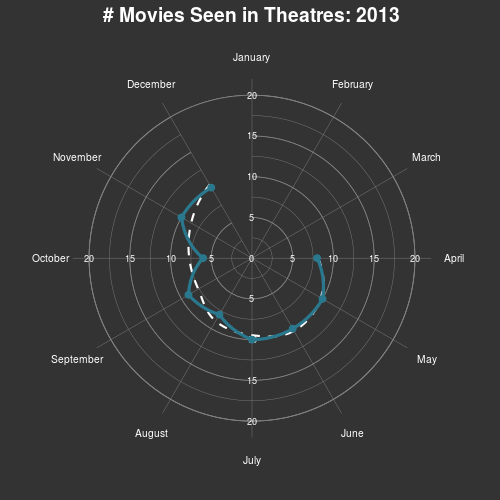 # Movies Seen in Theatres: 2013
January
December
February
20
November
15
March
10
5
October
20
15
10
5
0
5
10
15
20
April
5
September
May
15
August
20
June
July